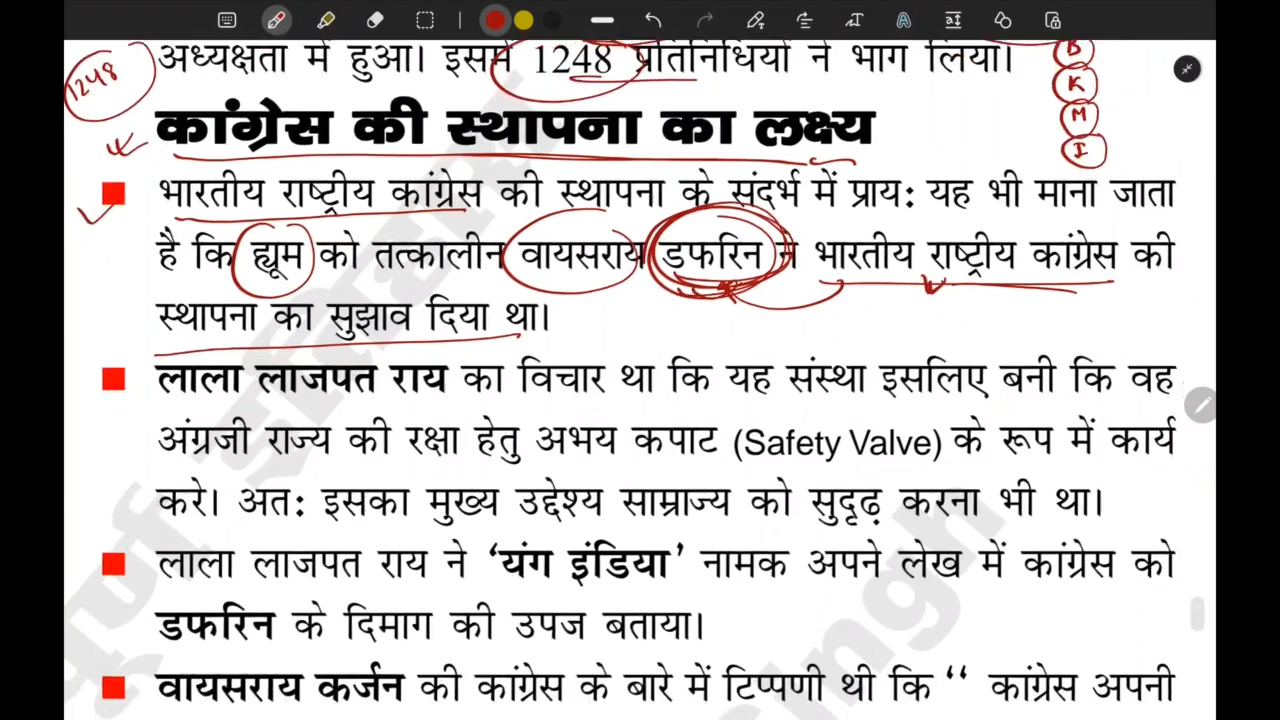 अध्यक्षता में हुआ। इसमें 1248 प्रतिनिधियों ने भाग लिया।
1248
B
K
M
I
कांग्रेस की स्थापना का लक्ष्य
भारतीय राष्ट्रीय कांग्रेस की स्थापना के संदर्भ में प्राय: यह भी माना जाता
है कि ह्यूम को तत्कालीन वायसराय डफरिन ने भारतीय राष्ट्रीय कांग्रेस की
स्थापना का सुझाव दिया था।
लाला लाजपत राय का विचार था कि यह संस्था इसलिए बनी कि वह
अंग्रजी राज्य की रक्षा हेतु अभय कपाट (Safety Valve) के रूप में कार्य
करे। अत: इसका मुख्य उद्देश्य साम्राज्य को सुदृढ़ करना भी था।
लाला लाजपत राय ने ‘यंग इंडिया’ नामक अपने लेख में कांग्रेस को
डफरिन के दिमाग की उपज बताया।
वायसराय कर्जन की कांग्रेस के बारे में टिप्पणी थी कि ‘‘ कांग्रेस अपनी